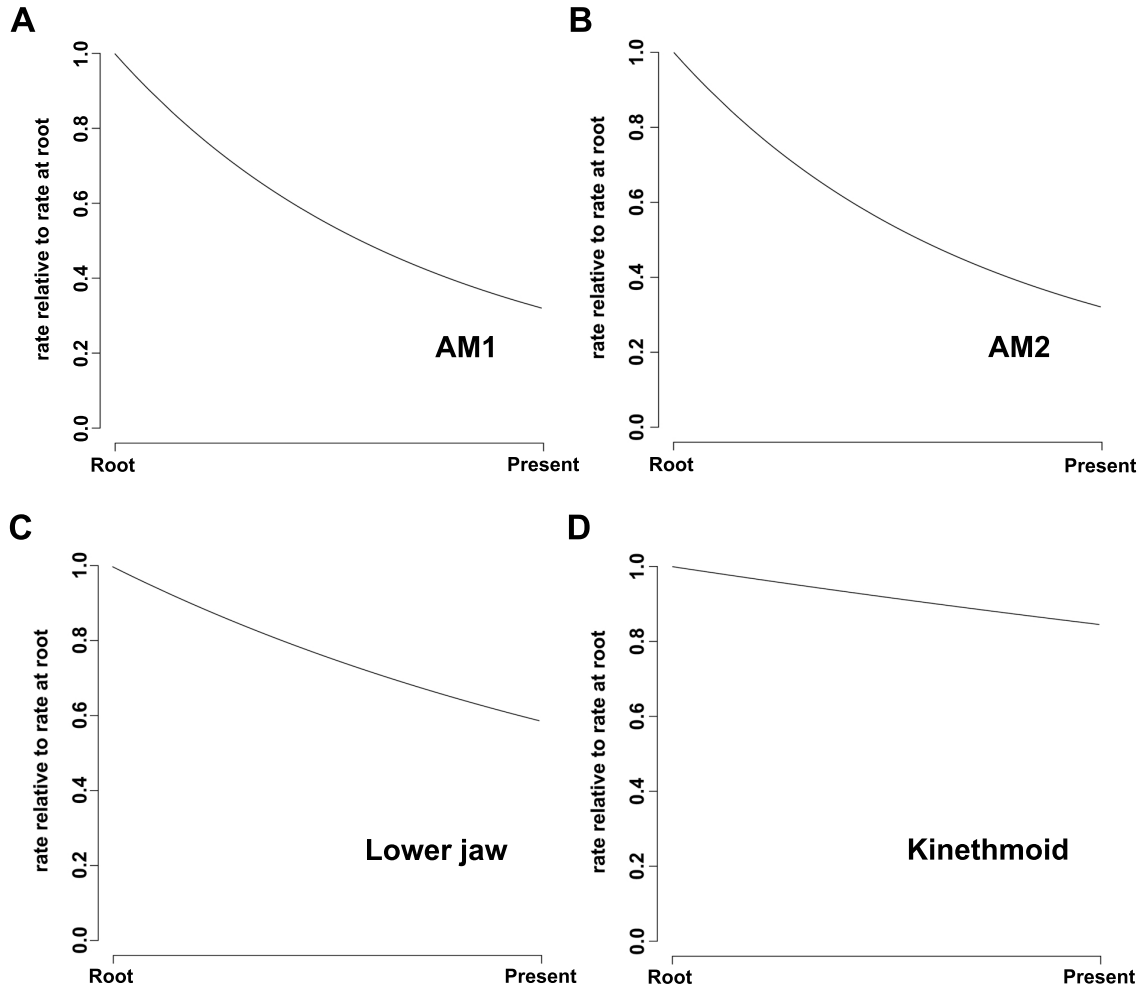 A
rate relative to rate at root
1.0
0.8
0.6
0.4
0.2
0.0
AM1
Root
Present
B
rate relative to rate at root
1.0
0.8
0.6
0.4
0.2
0.0
AM2
Root
Present
C
rate relative to rate at root
1.0
0.8
0.6
0.4
0.2
0.0
Lower jaw
Root
Present
D
rate relative to rate at root
1.0
0.8
0.6
0.4
0.2
0.0
Kinethmoid
Root
Present